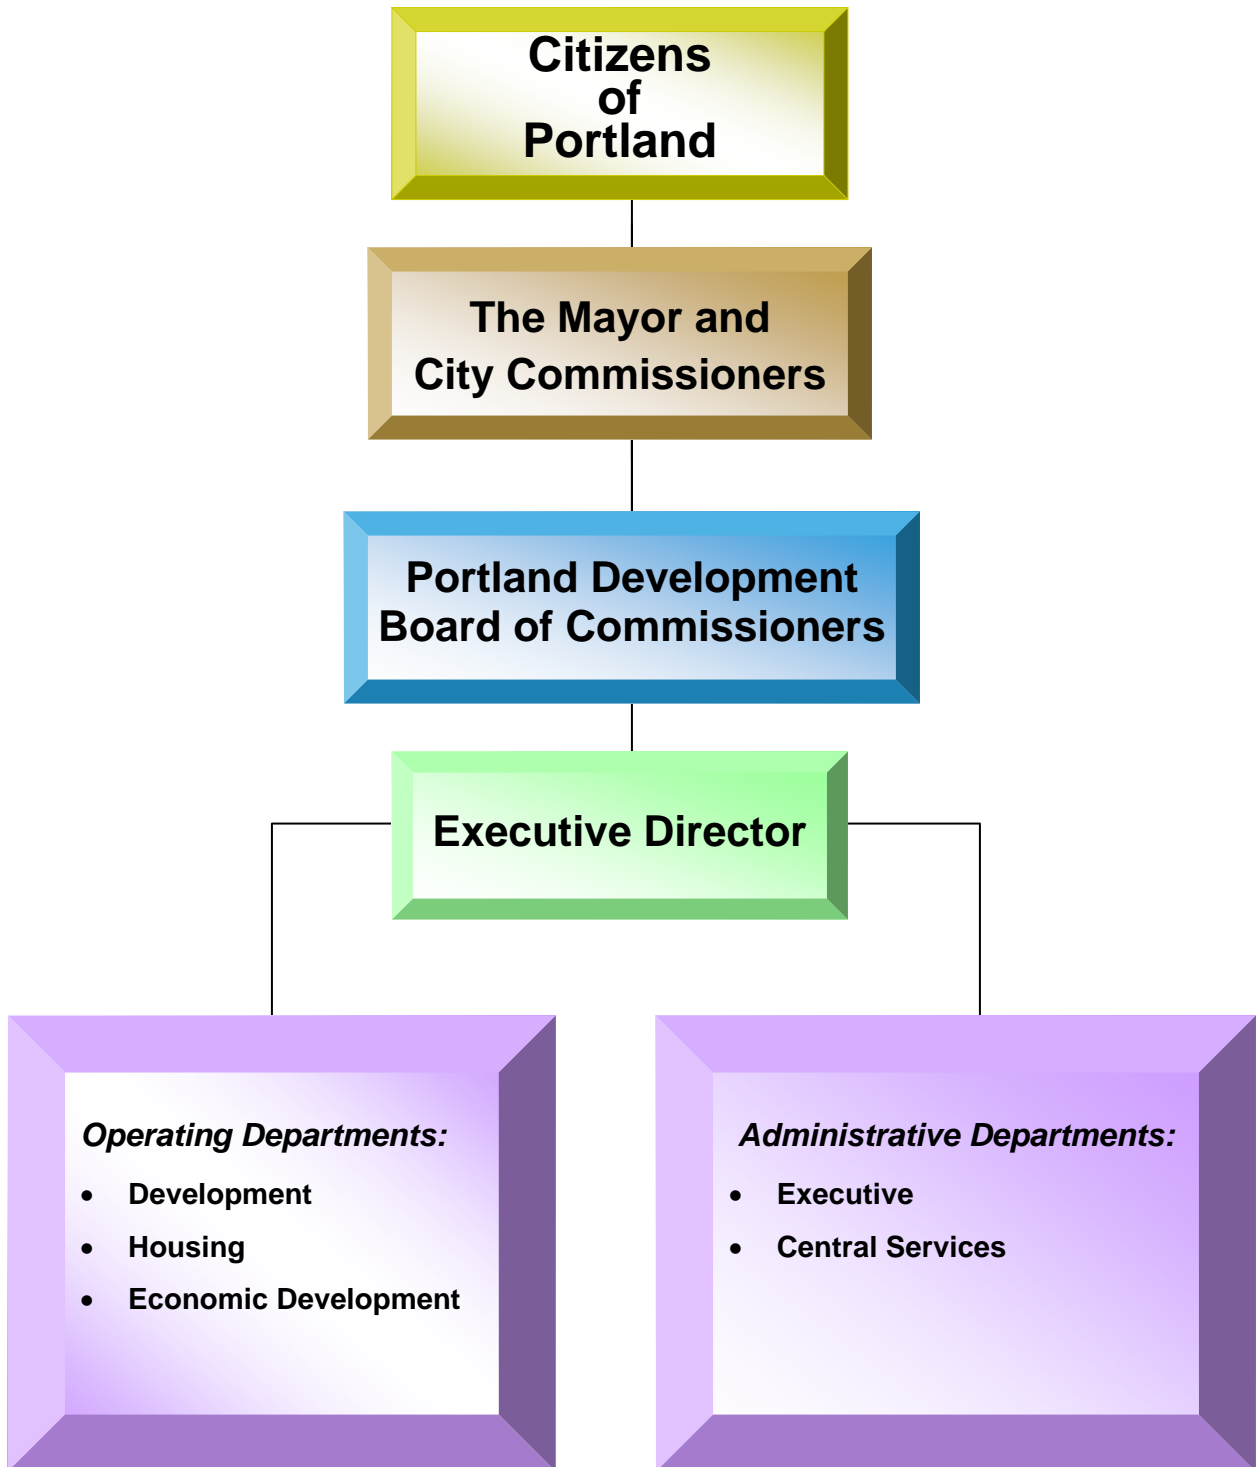 Citizens
of
Portland
The Mayor and
City Commissioners
Portland Development
Board of Commissioners
Executive Director
Operating Departments:
• Development
• Housing
• Economic Development
Administrative Departments:
• Executive
• Central Services